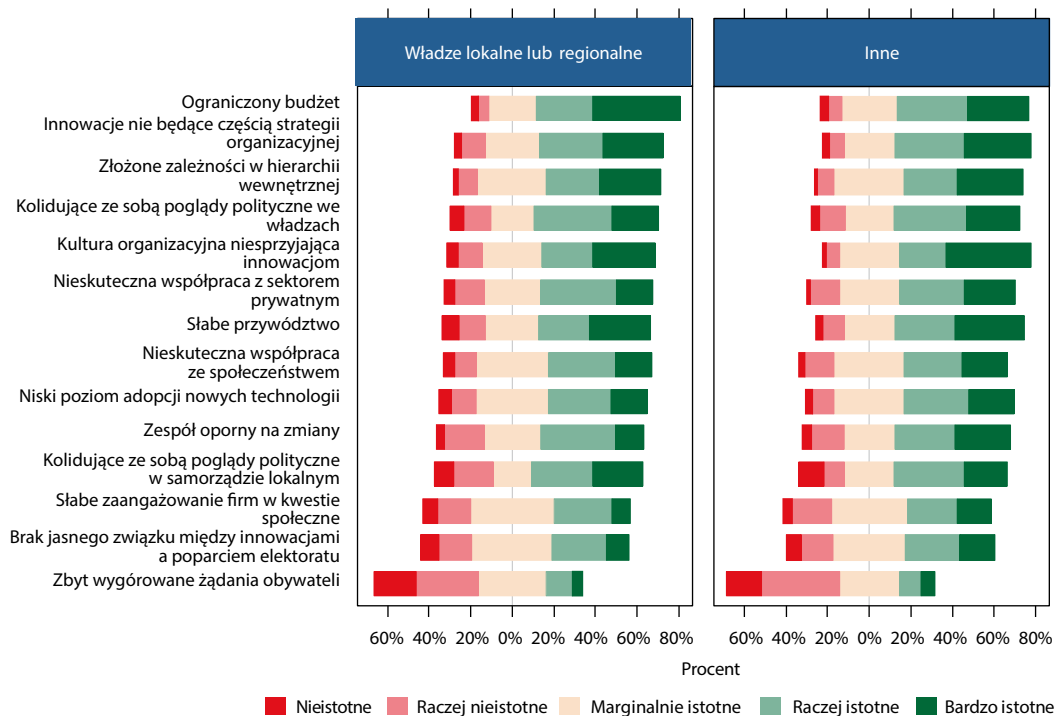 Władze lokalne lub regionalne
Inne
Ograniczony budżet
Innowacje nie będące częścią strategii
organizacyjnej
Złożone zależności w hierarchii
wewnętrznej
Kolidujące ze sobą poglądy polityczne we
władzach
Kultura organizacyjna niesprzyjająca
innowacjom
Nieskuteczna współpraca z sektorem
prywatnym
Słabe przywództwo
Nieskuteczna współpraca
ze społeczeństwem
Niski poziom adopcji nowych technologii
Zespół oporny na zmiany
Kolidujące ze sobą poglądy polityczne
w samorządzie lokalnym
Słabe zaangażowanie firm w kwestie
społeczne
Brak jasnego związku między innowacjami
a poparciem elektoratu
Zbyt wygórowane żądania obywateli
60% 40% 20% 0% 20% 40% 60% 80%
60% 40% 20% 0% 20% 40% 60% 80%
Procent
Nieistotne
Raczej nieistotne
Marginalnie istotne
Raczej istotne
Bardzo istotne